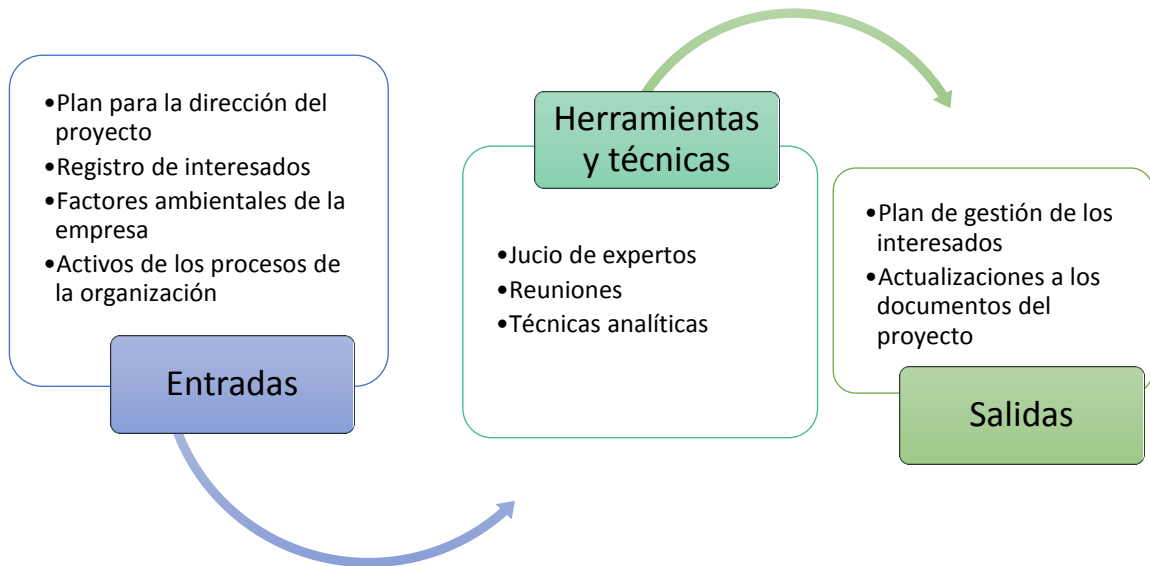 •Plan para la dirección del
proyecto
•Registro de interesados
•Factores ambientales de la
empresa
•Activos de los procesos de
la organización
Entradas
Herramientas
y técnicas
•Jucio de expertos
•Reuniones
•Técnicas analíticas
•Plan de gestión de los
interesados
•Actualizaciones a los
documentos del
proyecto
Salidas